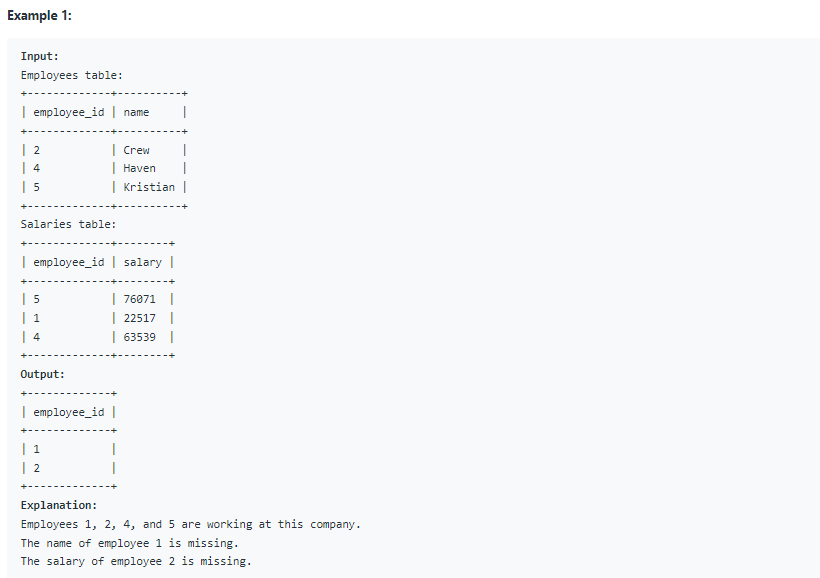 Example 1:
Input:
Employees table:
+-------------+----------+
| employee_id | name     |
+-------------+----------+
| 2           | Crew     |
| 4           | Haven    |
| 5           | Kristian |
+-------------+----------+
Salaries table:
+-------------+--------+
| employee_id | salary |
+-------------+--------+
| 5           | 76071  |
| 1           | 22517  |
| 4           | 63539  |
+-------------+--------+
Output:
+-------------+
| employee_id |
+-------------+
| 1           |
| 2           |
+-------------+
Explanation:
Employees 1, 2, 4, and 5 are working at this company.
The name of employee 1 is missing.
The salary of employee 2 is missing.